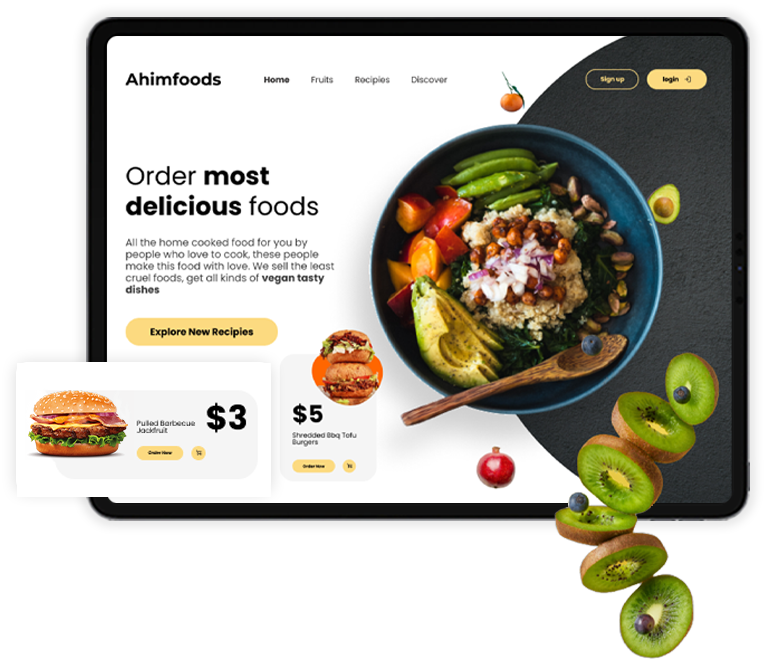 Ahimfoods
Home Fruits Recipies Discover
Sign up
login
Order most
delicious foods
All the home cooked food for you by
people who love to cook, these people
make this food with love. We sell the least
cruel foods, get all kinds of vegan tasty
dishes
Explore New Recipies
Pulled Barbecue
Jackfruit
$3
Order Now
$5
Shredded Bbq Tofu
Burgers
Order Now